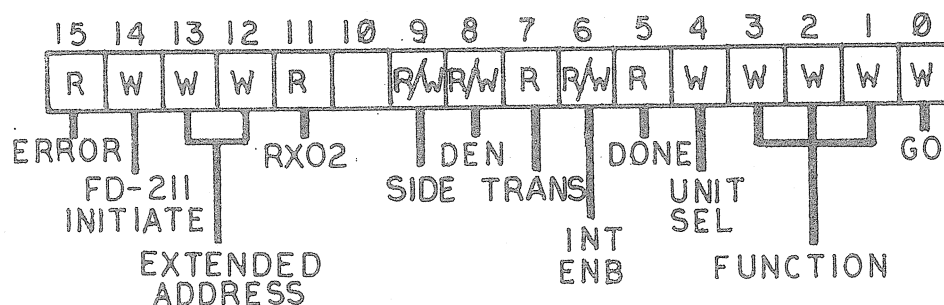 15 14 13 12 11 10 9 8 7 6 5 4 3 2 1 0
R W W W R R/W R/W R R/W R W W W W W
ERROR RX02 DEN DONE GO
FD-211 SIDE TRANS UNIT
INITIATE SEL
INT
EXTENDED ENB FUNCTION
ADDRESS